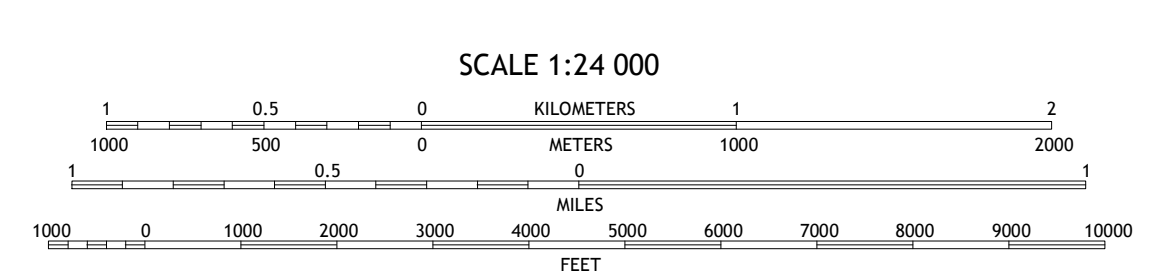 SCALE 1:24 000
1 0.5 0 KILOMETERS 1 2
1000 500 0 METERS 1000 2000
1 0.5 0 1
MILES
1000 0 1000 2000 3000 4000 5000 6000 7000 8000 9000 10000
FEET